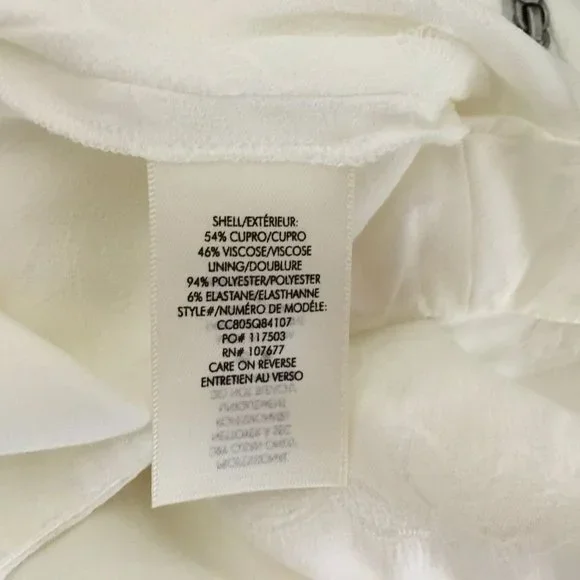 SHELL/EXTÉRIEUR:
54% CUPRO/CUPRO
46% VISCOSE/VISCOSE
LINING/DOUBLURE
94% POLYESTER/POLYESTER
6% ELASTANE/ELASTHANNE
STYLE#/NUMÉRO DE MODÉLE:
CC805Q84107
PO# 117503
RN# 107677
CARE ON REVERSE
ENTRETIEN AU VERSO